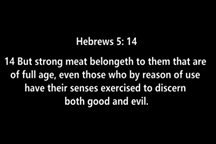 Hebrews 5: 14
14 But strong meat belongeth to them that are
of full age, even those who by reason of use
have their senses exercised to discern
both good and evil.